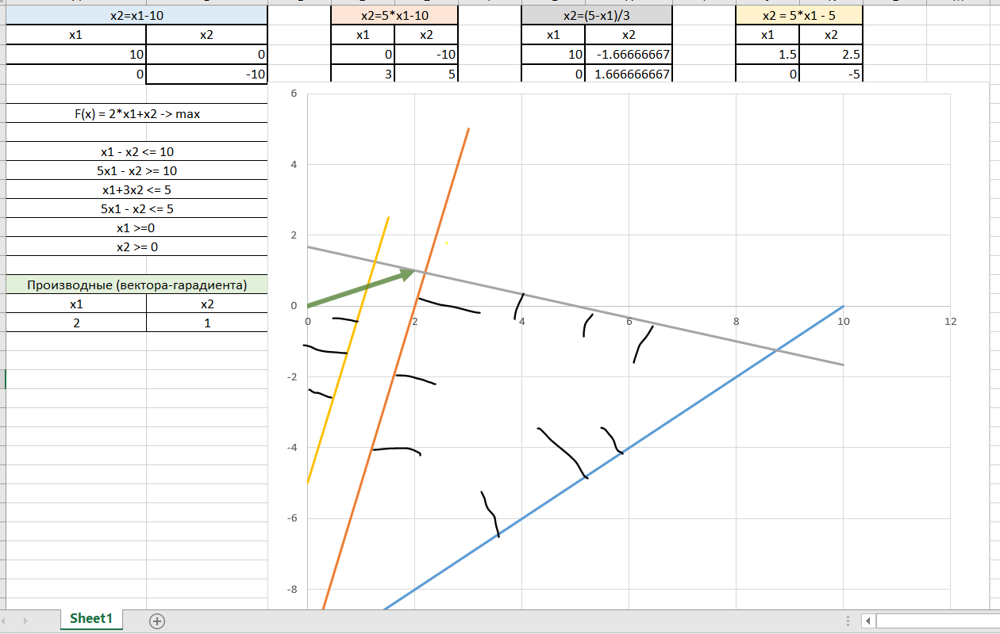 x2=x1-10 x2=5*x1-10 x2=(5-x1)/3 x2 = 5*x1 - 5
x1 x2 x1 x2 x1 x2 x1 x2
10 0 0 -10 10 -1.66666667 1.5 2.5
0 -10 3 5 0 1.666666667 0 -5
F(x) = 2*x1+x2 -> max
x1 - x2 <= 10
5x1 - x2 >= 10
x1+3x2 <= 5
5x1 - x2 <= 5
x1 >=0
x2 >= 0
Производные (вектора-гарадиента)
x1 x2
2 1
6
4
2
0
0 2 4 6 8 10 12
-2
-4
-6
-8
Sheet1